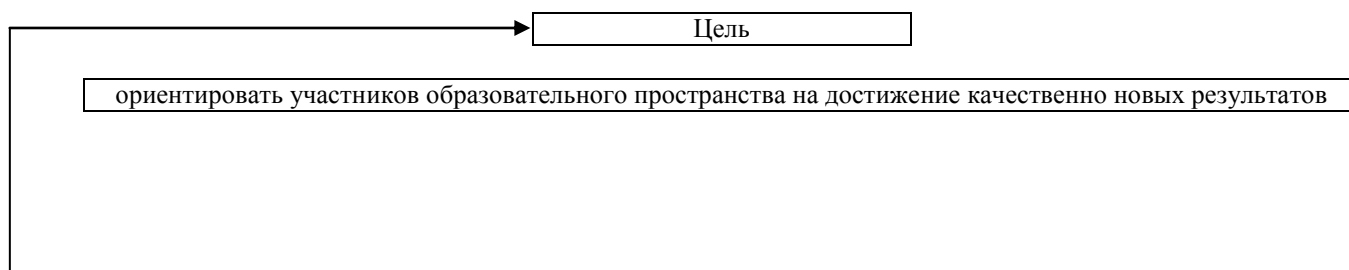 Цель
ориентировать участников образовательного пространства на достижение качественно новых результатов